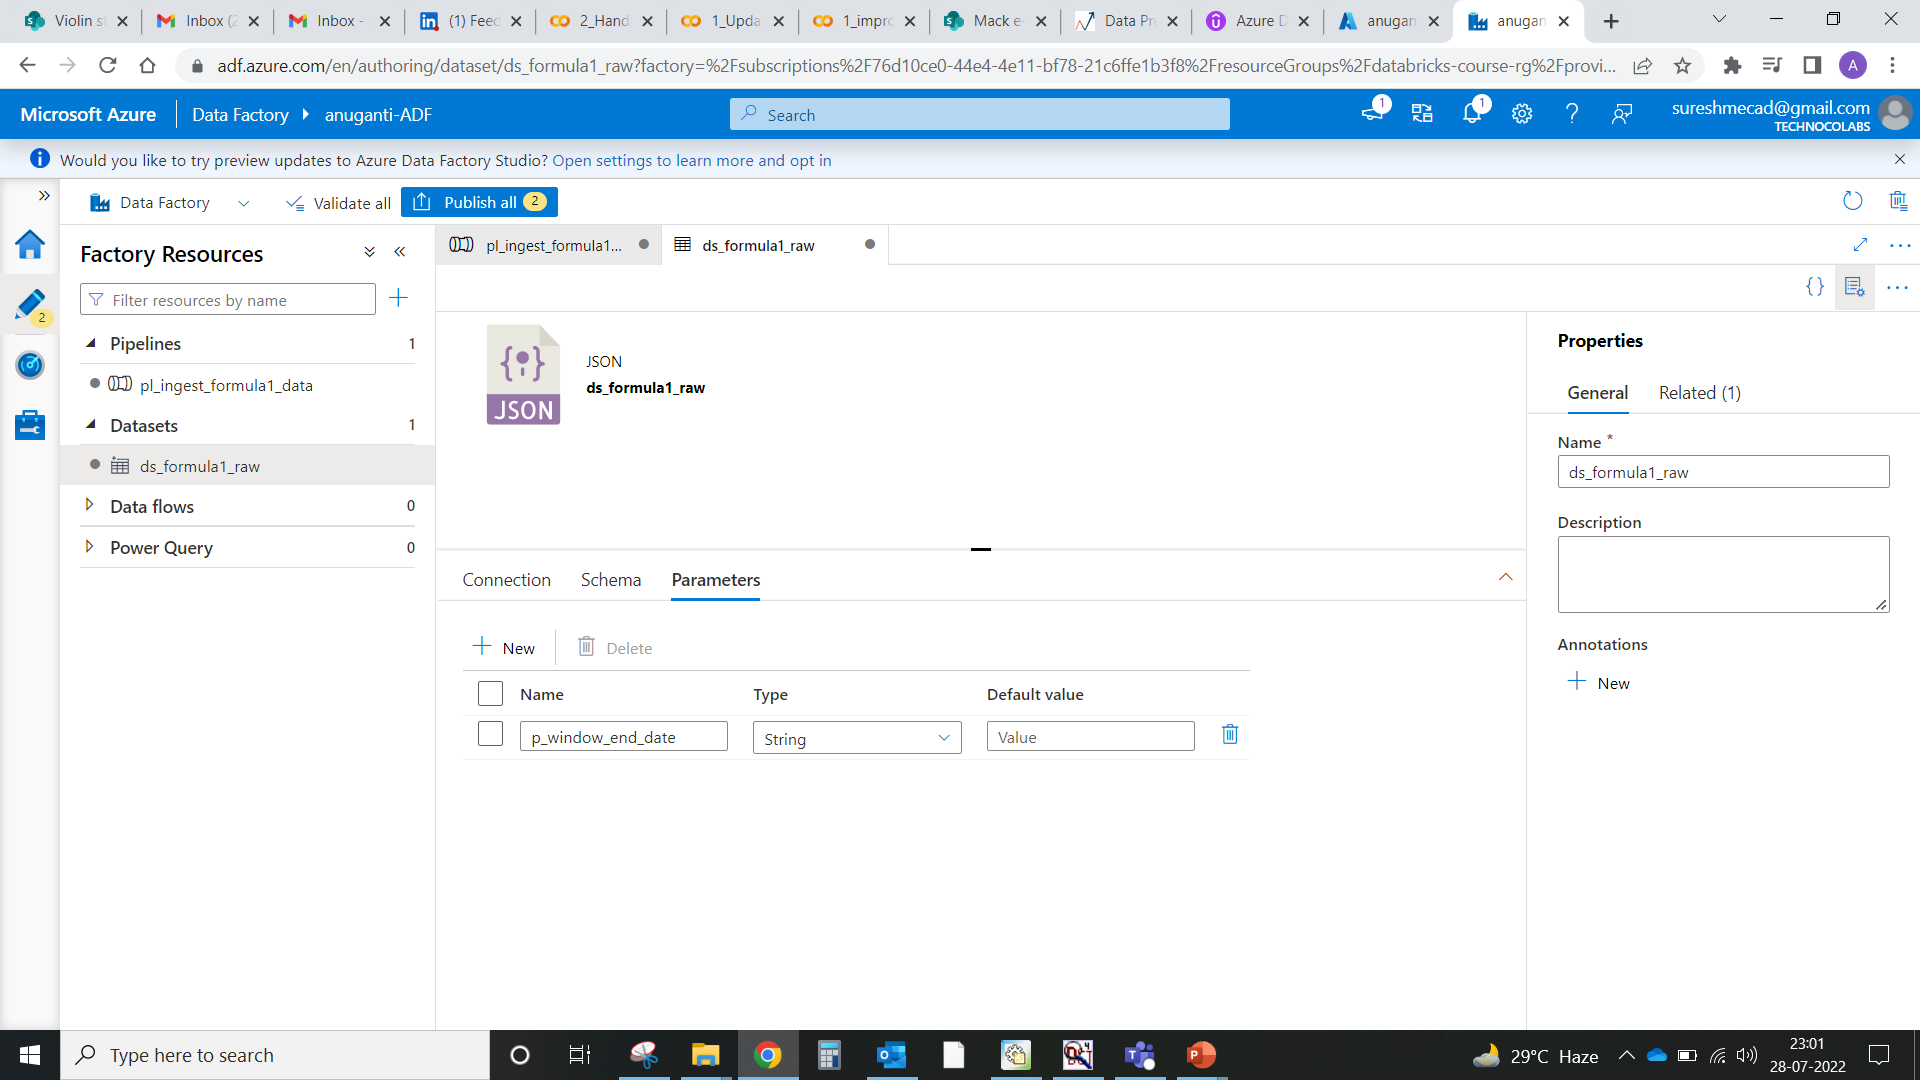 Violin st
Inbox (2
Inbox -
(1) Feed
2_Handl
1_Upda
1_impro
Mack e-
Data Pre
Azure D
anugan
anugan
adf.azure.com/en/authoring/dataset/ds_formula1_raw?factory=%2Fsubscriptions%2F76d10ce0-44e4-4e11-bf78-21c6ffe1b3f8%2FresourceGroups%2Fdatabricks-course-rg%2Fprovi...
A
Microsoft Azure
Data Factory
anuganti-ADF
Search
1
1
sureshmecad@gmail.com
TECHNOCOLABS
Would you like to try preview updates to Azure Data Factory Studio? Open settings to learn more and opt in
Data Factory
Validate all
Publish all 2
Factory Resources
Filter resources by name
2
Pipelines 1
pl_ingest_formula1_data
Datasets 1
ds_formula1_raw
Data flows 0
Power Query 0
pl_ingest_formula1...
ds_formula1_raw
JSON
JSON
ds_formula1_raw
Connection Schema Parameters
New Delete
Name Type Default value
p_window_end_date String Value
Properties
General Related (1)
Name *
ds_formula1_raw
Description
Annotations
New
Type here to search
29°C Haze
23:01
28-07-2022